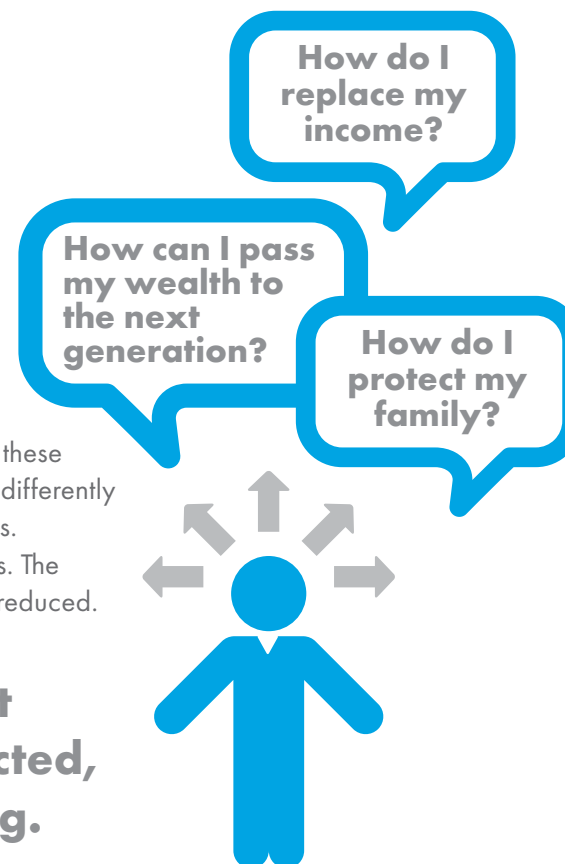 How do I
replace my
income?
How can I pass
my wealth to
the next
generation?
How do I
protect my
family?
these
differently
s.
s. The
reduced.
t
cted,
g.